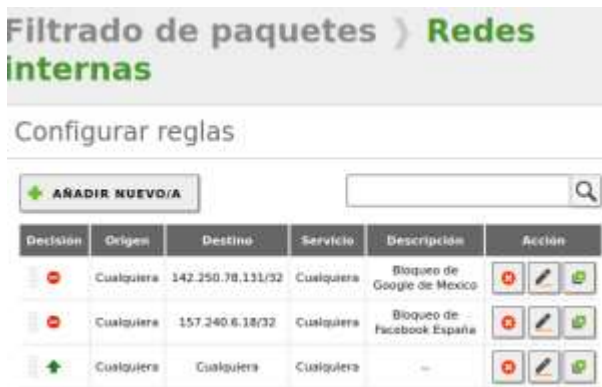 Filtrado de paquetes ❭ Redes
internas
Configurar reglas
AÑADIR NUEVO/A
Decisión Origen Destino Servicio Descripción Acción
Cualquiera 142.250.78.131/32 Cualquiera Bloqueo de
Google de Mexico
Cualquiera 157.240.6.18/32 Cualquiera Bloqueo de
Facebook España
Cualquiera Cualquiera Cualquiera --